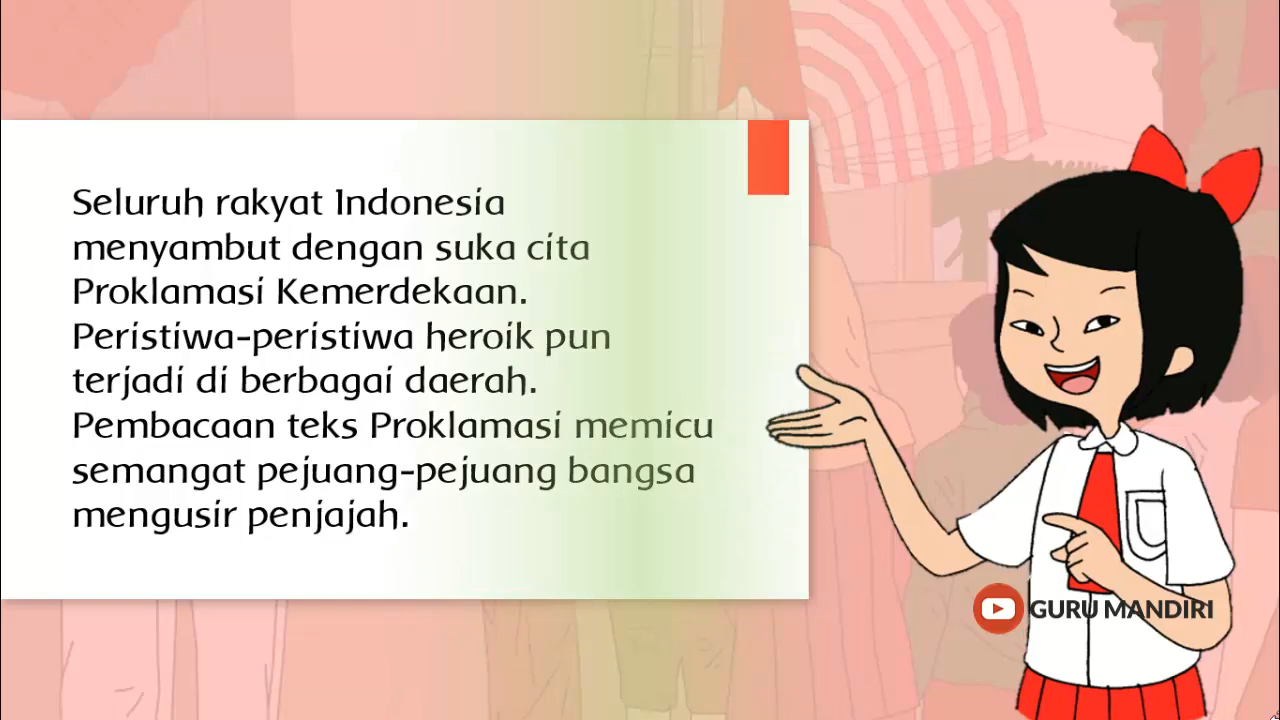 Seluruh rakyat Indonesia
menyambut dengan suka cita
Proklamasi Kemerdekaan.
Peristiwa-peristiwa heroik pun
terjadi di berbagai daerah.
Pembacaan teks Proklamasi memicu
semangat pejuang-pejuang bangsa
mengusir penjajah.
GURU MANDIRI